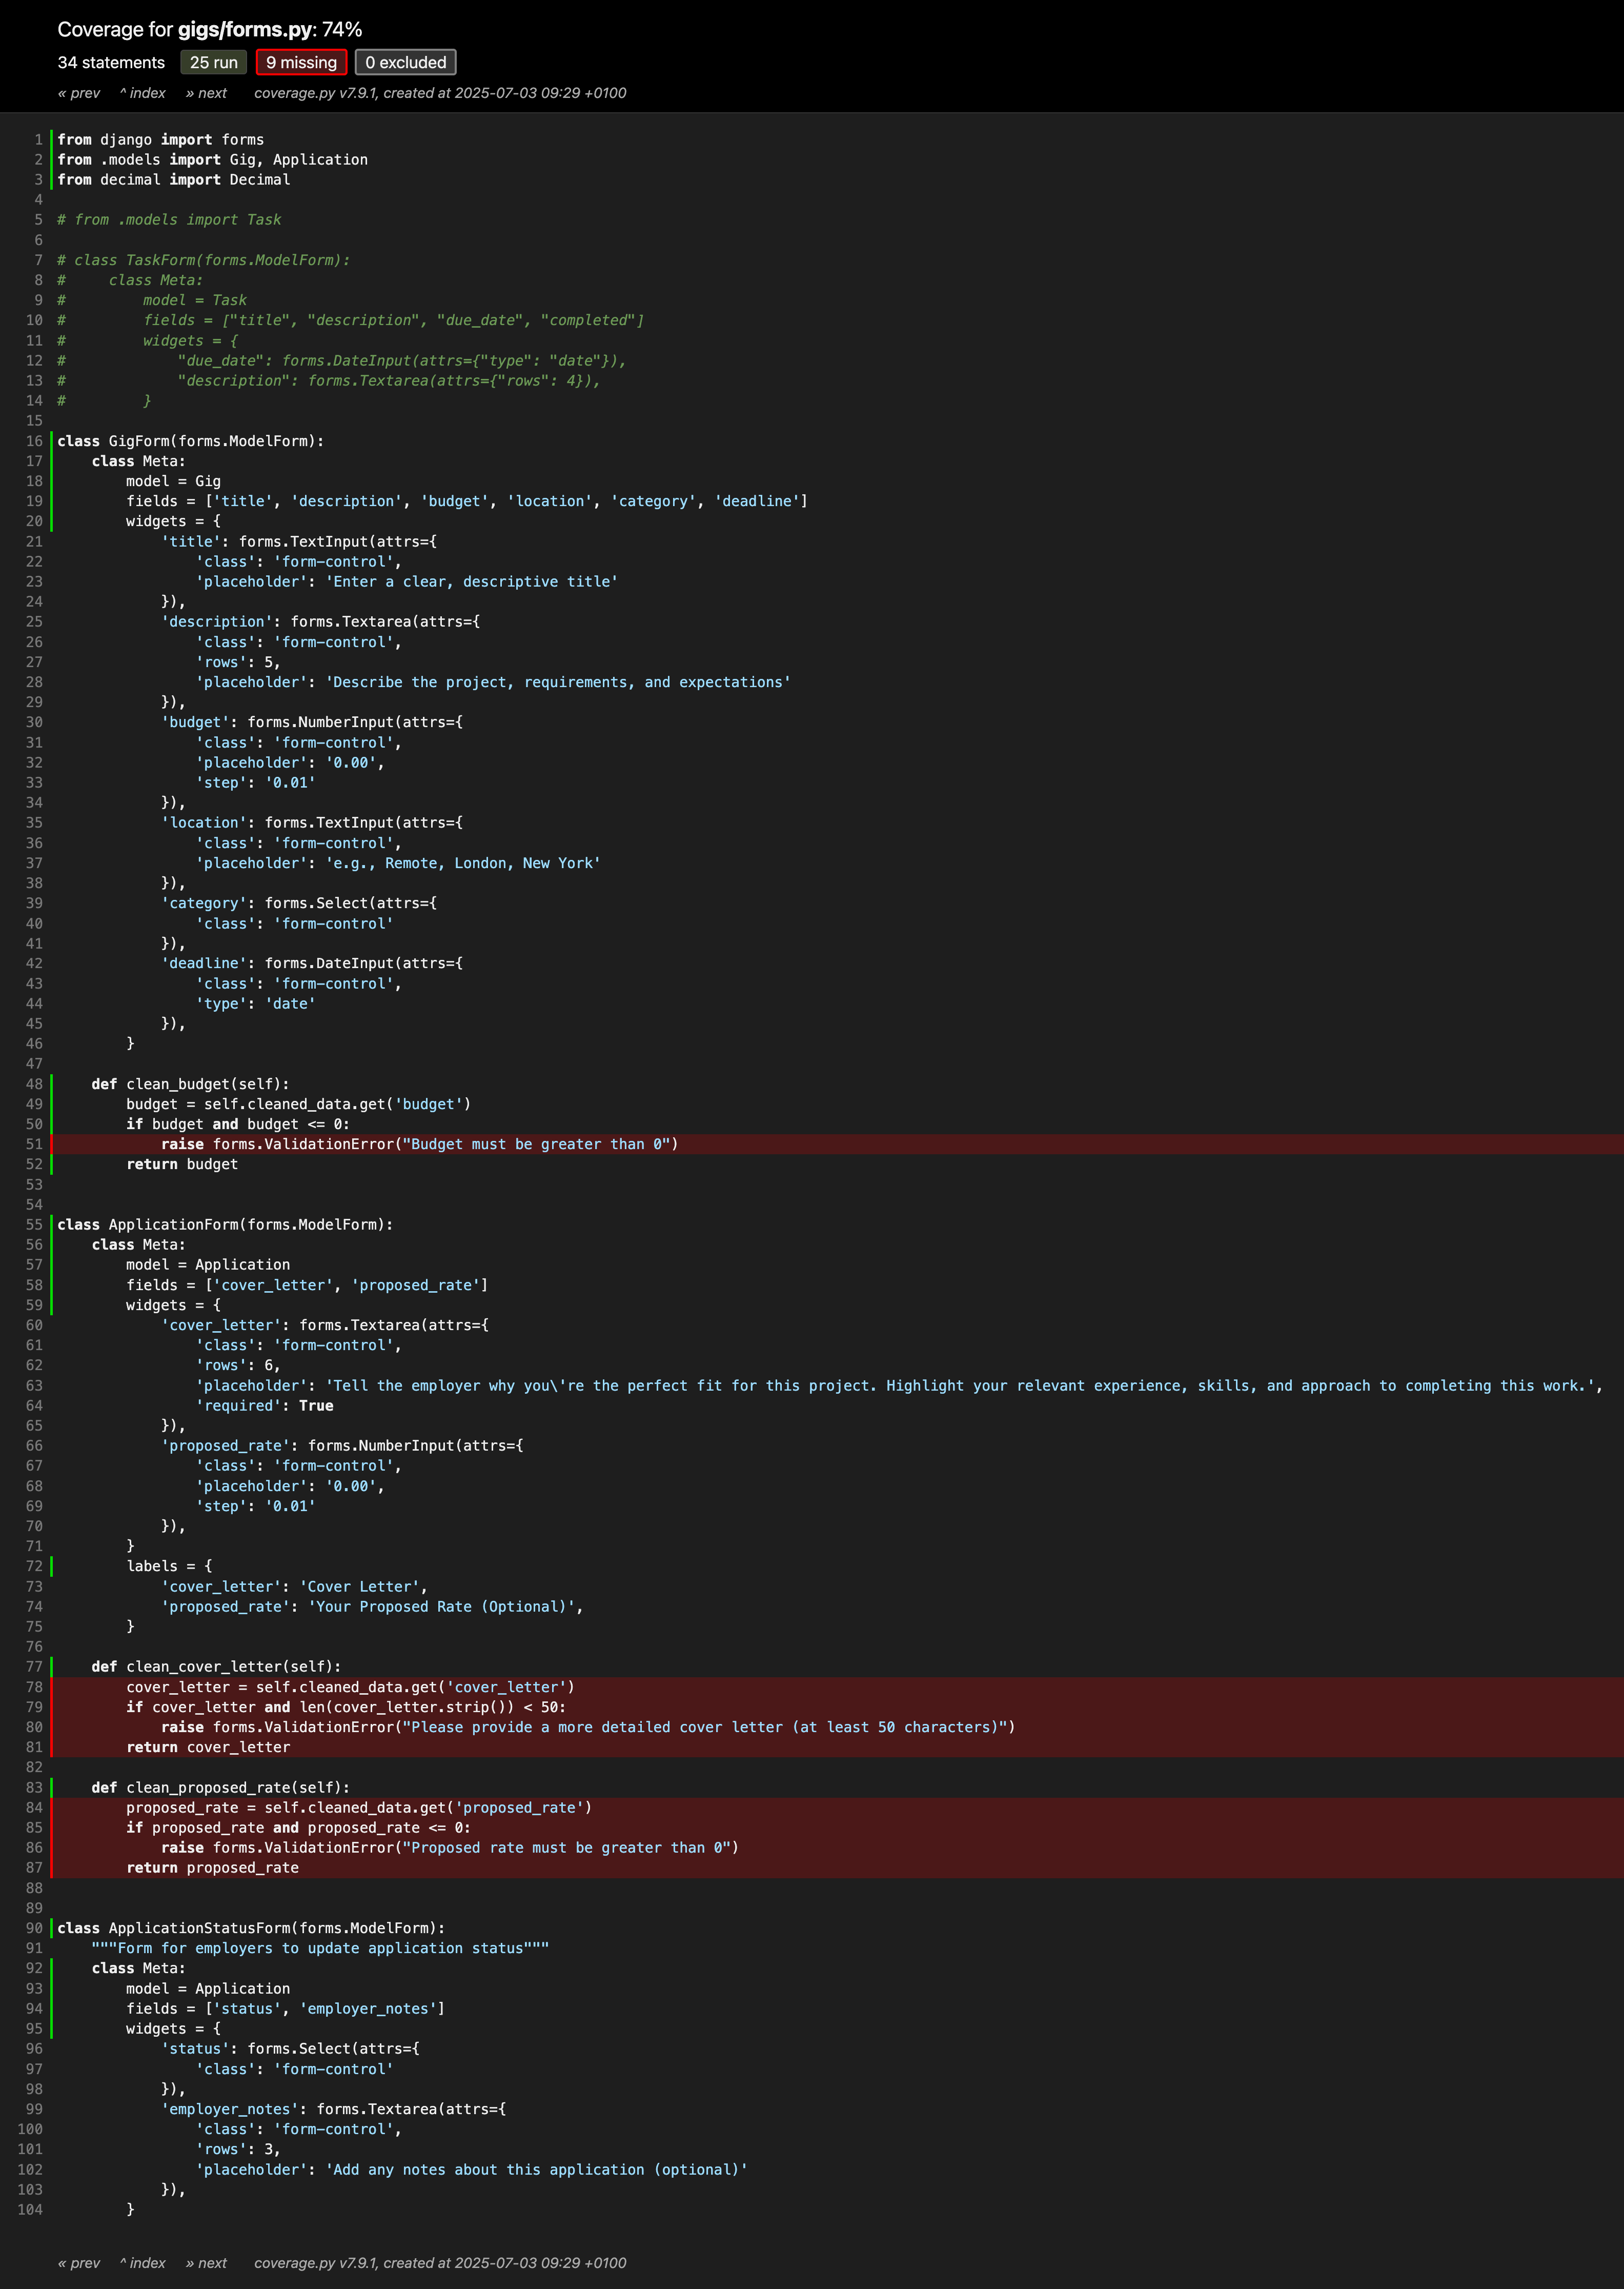 Coverage for gigs/forms.py: 74%
34 statements 25 run 9 missing 0 excluded
« prev ^ index » next coverage.py v7.9.1, created at 2025-07-03 09:29 +0100
1 from django import forms
2 from .models import Gig, Application
3 from decimal import Decimal
4
5 # from .models import Task
6
7 # class TaskForm(forms.ModelForm):
8 #     class Meta:
9 #         model = Task
10 #         fields = ["title", "description", "due_date", "completed"]
11 #         widgets = {
12 #             "due_date": forms.DateInput(attrs={"type": "date"}),
13 #             "description": forms.Textarea(attrs={"rows": 4}),
14 #         }
15
16 class GigForm(forms.ModelForm):
17     class Meta:
18         model = Gig
19         fields = ['title', 'description', 'budget', 'location', 'category', 'deadline']
20         widgets = {
21             'title': forms.TextInput(attrs={
22                 'class': 'form-control',
23                 'placeholder': 'Enter a clear, descriptive title'
24             }),
25             'description': forms.Textarea(attrs={
26                 'class': 'form-control',
27                 'rows': 5,
28                 'placeholder': 'Describe the project, requirements, and expectations'
29             }),
30             'budget': forms.NumberInput(attrs={
31                 'class': 'form-control',
32                 'placeholder': '0.00',
33                 'step': '0.01'
34             }),
35             'location': forms.TextInput(attrs={
36                 'class': 'form-control',
37                 'placeholder': 'e.g., Remote, London, New York'
38             }),
39             'category': forms.Select(attrs={
40                 'class': 'form-control'
41             }),
42             'deadline': forms.DateInput(attrs={
43                 'class': 'form-control',
44                 'type': 'date'
45             }),
46         }
47
48     def clean_budget(self):
49         budget = self.cleaned_data.get('budget')
50         if budget and budget <= 0:
51             raise forms.ValidationError("Budget must be greater than 0")
52         return budget
53
54
55 class ApplicationForm(forms.ModelForm):
56     class Meta:
57         model = Application
58         fields = ['cover_letter', 'proposed_rate']
59         widgets = {
60             'cover_letter': forms.Textarea(attrs={
61                 'class': 'form-control',
62                 'rows': 6,
63                 'placeholder': 'Tell the employer why you\'re the perfect fit for this project. Highlight your relevant experience, skills, and approach to completing this work.',
64                 'required': True
65             }),
66             'proposed_rate': forms.NumberInput(attrs={
67                 'class': 'form-control',
68                 'placeholder': '0.00',
69                 'step': '0.01'
70             }),
71         }
72         labels = {
73             'cover_letter': 'Cover Letter',
74             'proposed_rate': 'Your Proposed Rate (Optional)',
75         }
76
77     def clean_cover_letter(self):
78         cover_letter = self.cleaned_data.get('cover_letter')
79         if cover_letter and len(cover_letter.strip()) < 50:
80             raise forms.ValidationError("Please provide a more detailed cover letter (at least 50 characters)")
81         return cover_letter
82
83     def clean_proposed_rate(self):
84         proposed_rate = self.cleaned_data.get('proposed_rate')
85         if proposed_rate and proposed_rate <= 0:
86             raise forms.ValidationError("Proposed rate must be greater than 0")
87         return proposed_rate
88
89
90 class ApplicationStatusForm(forms.ModelForm):
91     """Form for employers to update application status"""
92     class Meta:
93         model = Application
94         fields = ['status', 'employer_notes']
95         widgets = {
96             'status': forms.Select(attrs={
97                 'class': 'form-control'
98             }),
99             'employer_notes': forms.Textarea(attrs={
100                 'class': 'form-control',
101                 'rows': 3,
102                 'placeholder': 'Add any notes about this application (optional)'
103             }),
104         }
« prev ^ index » next coverage.py v7.9.1, created at 2025-07-03 09:29 +0100